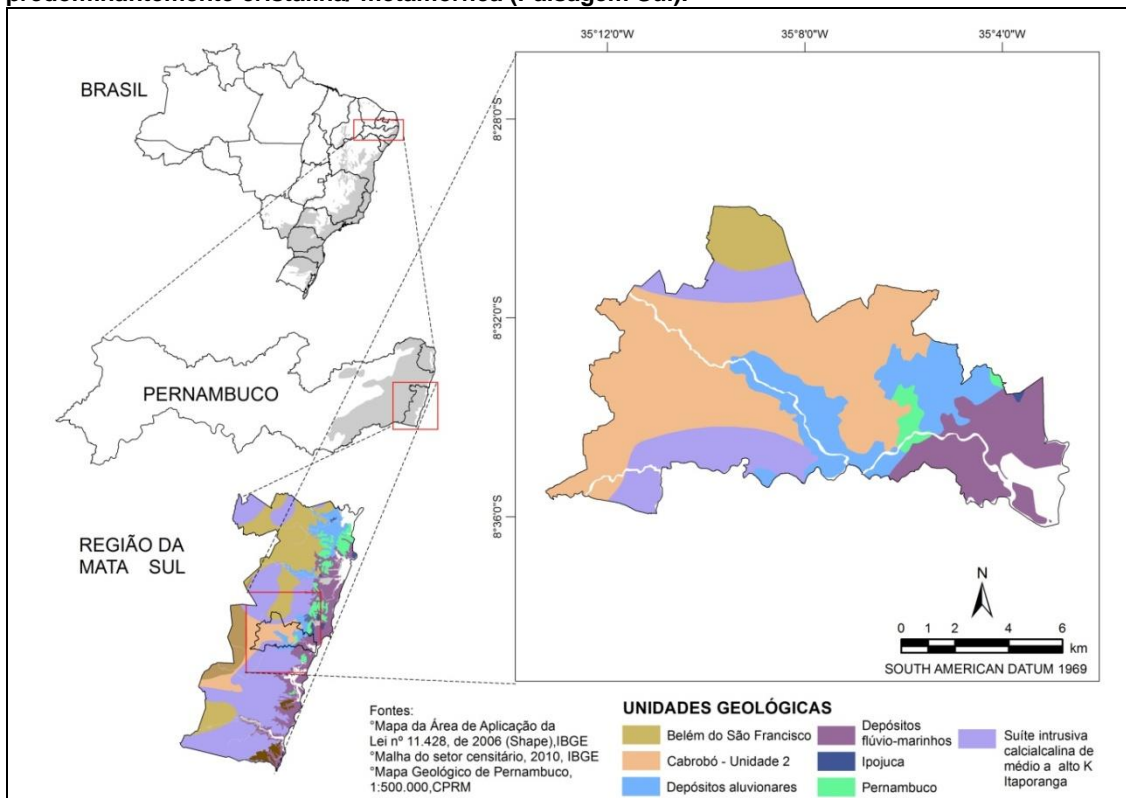 predominantemente cristalina/ metamórfica (Paisagem Sul).
35°12'0"W
35°8'0"W
35°4'0"W
BRASIL
8°28'0"S
8°32'0"S
PERNAMBUCO
8°36'0"S
REGIÃO DA
MATA SUL
N
0 1 2 4 6
km
SOUTH AMERICAN DATUM 1969
Fontes:
°Mapa da Área de Aplicação da
Lei nº 11.428, de 2006 (Shape),IBGE
°Malha do setor censitário, 2010, IBGE
°Mapa Geológico de Pernambuco,
1:500.000,CPRM
UNIDADES GEOLÓGICAS
Belém do São Francisco
Cabrobó - Unidade 2
Depósitos aluvionares
Depósitos
flúvio-marinhos
Ipojuca
Pernambuco
Suíte intrusiva
calcialcalina de
médio a alto K
Itaporanga